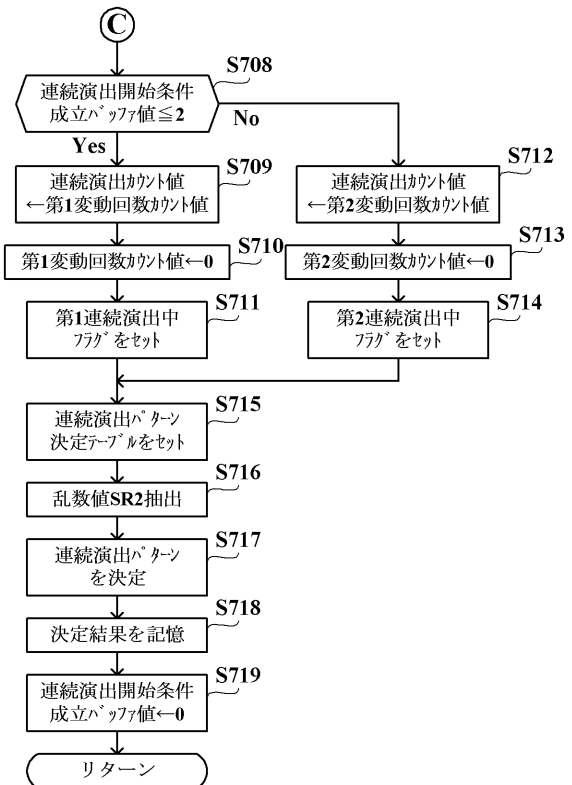 C
S708
連続演出開始条件
成立ﾊﾞｯﾌｧ値≦2
No
Yes
S709
連続演出ｶｳﾝﾄ値
←第1変動回数ｶｳﾝﾄ値
S712
連続演出ｶｳﾝﾄ値
←第2変動回数ｶｳﾝﾄ値
S710
第1変動回数ｶｳﾝﾄ値←0
S713
第2変動回数ｶｳﾝﾄ値←0
S711
第1連続演出中
ﾌﾗｸﾞをｾｯﾄ
S714
第2連続演出中
ﾌﾗｸﾞをｾｯﾄ
S715
連続演出ﾊﾟﾀｰﾝ
決定ﾃｰﾌﾞﾙをｾｯﾄ
S716
乱数値SR2抽出
S717
連続演出ﾊﾟﾀｰﾝ
を決定
S718
決定結果を記憶
S719
連続演出開始条件
成立ﾊﾞｯﾌｧ値←0
リターン